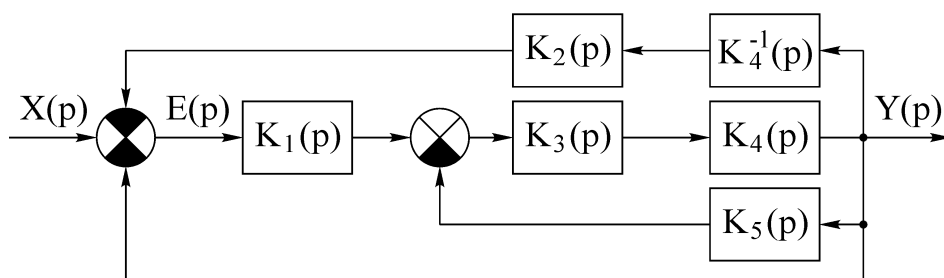 K₂(p) K₄⁻¹(p)
X(p) E(p) K₁(p) K₃(p) K₄(p) Y(p)
K₅(p)